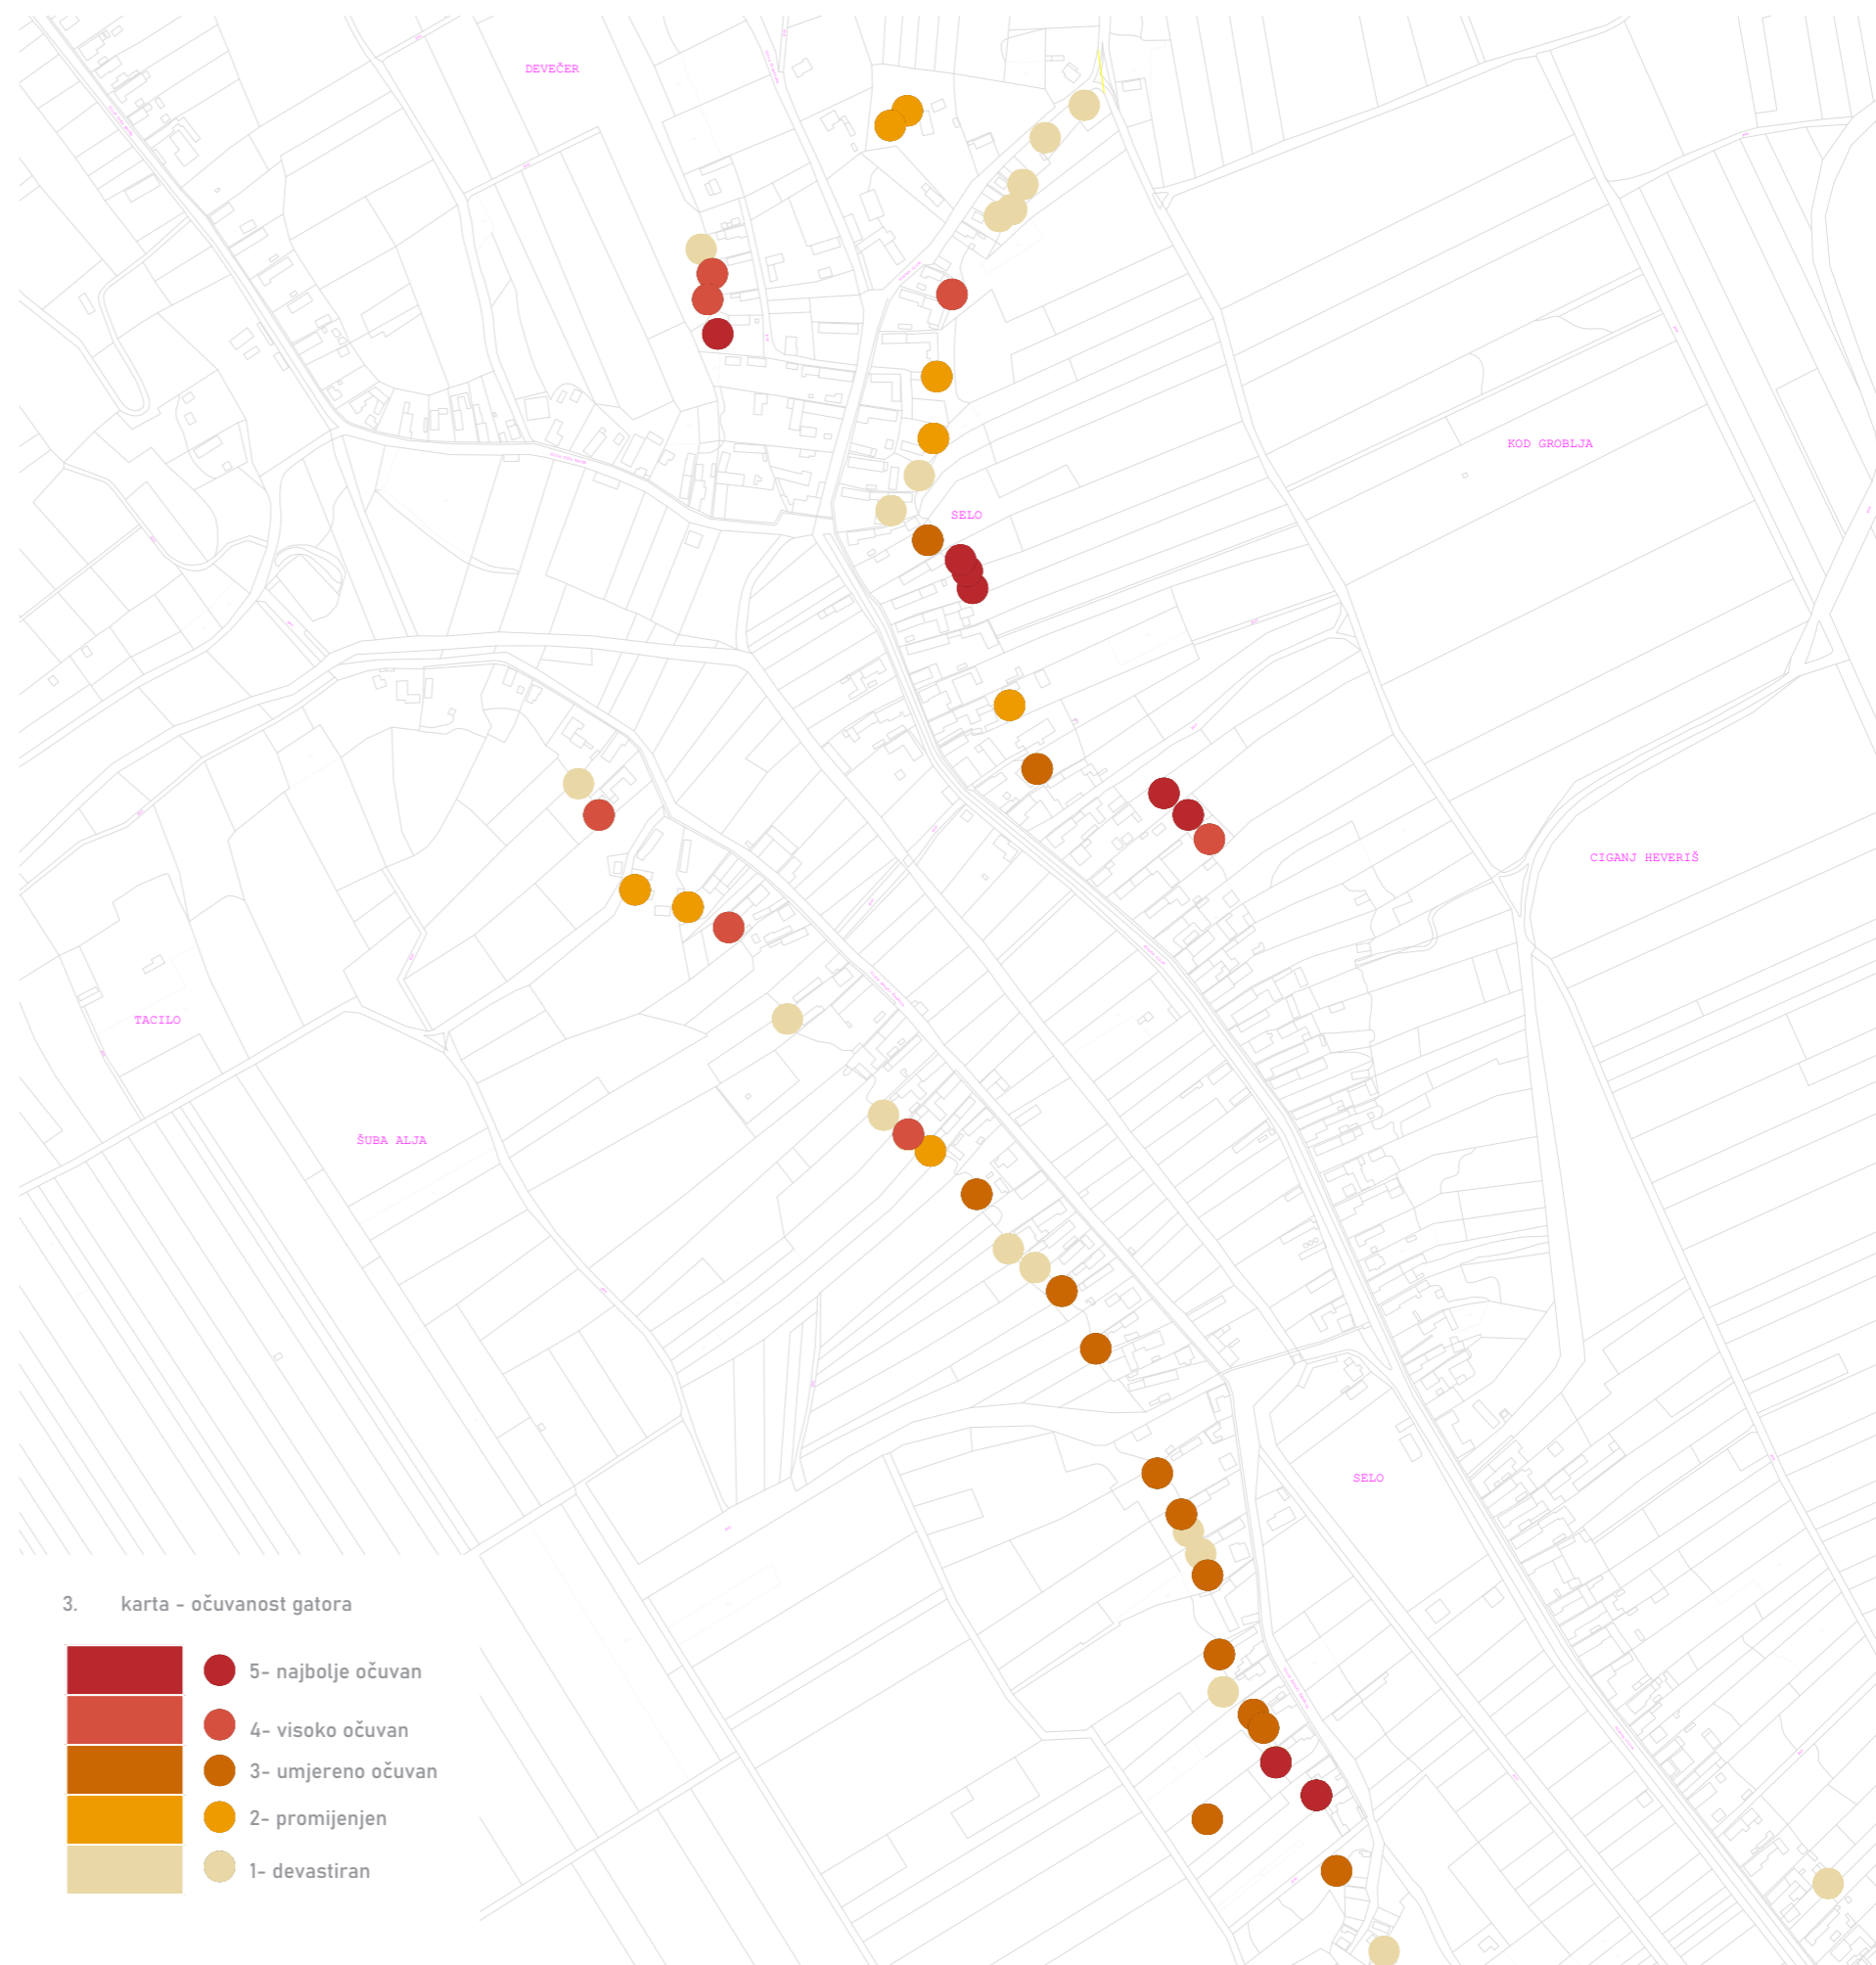 DEVEČER
KOD GROBLJA
SELO
CIGANJ HEVERIŠ
TACILO
ŠUBA ALJA
SELO
3. karta - očuvanost gatora
5- najbolje očuvan
4- visoko očuvan
3- umjereno očuvan
2- promijenjen
1- devastiran